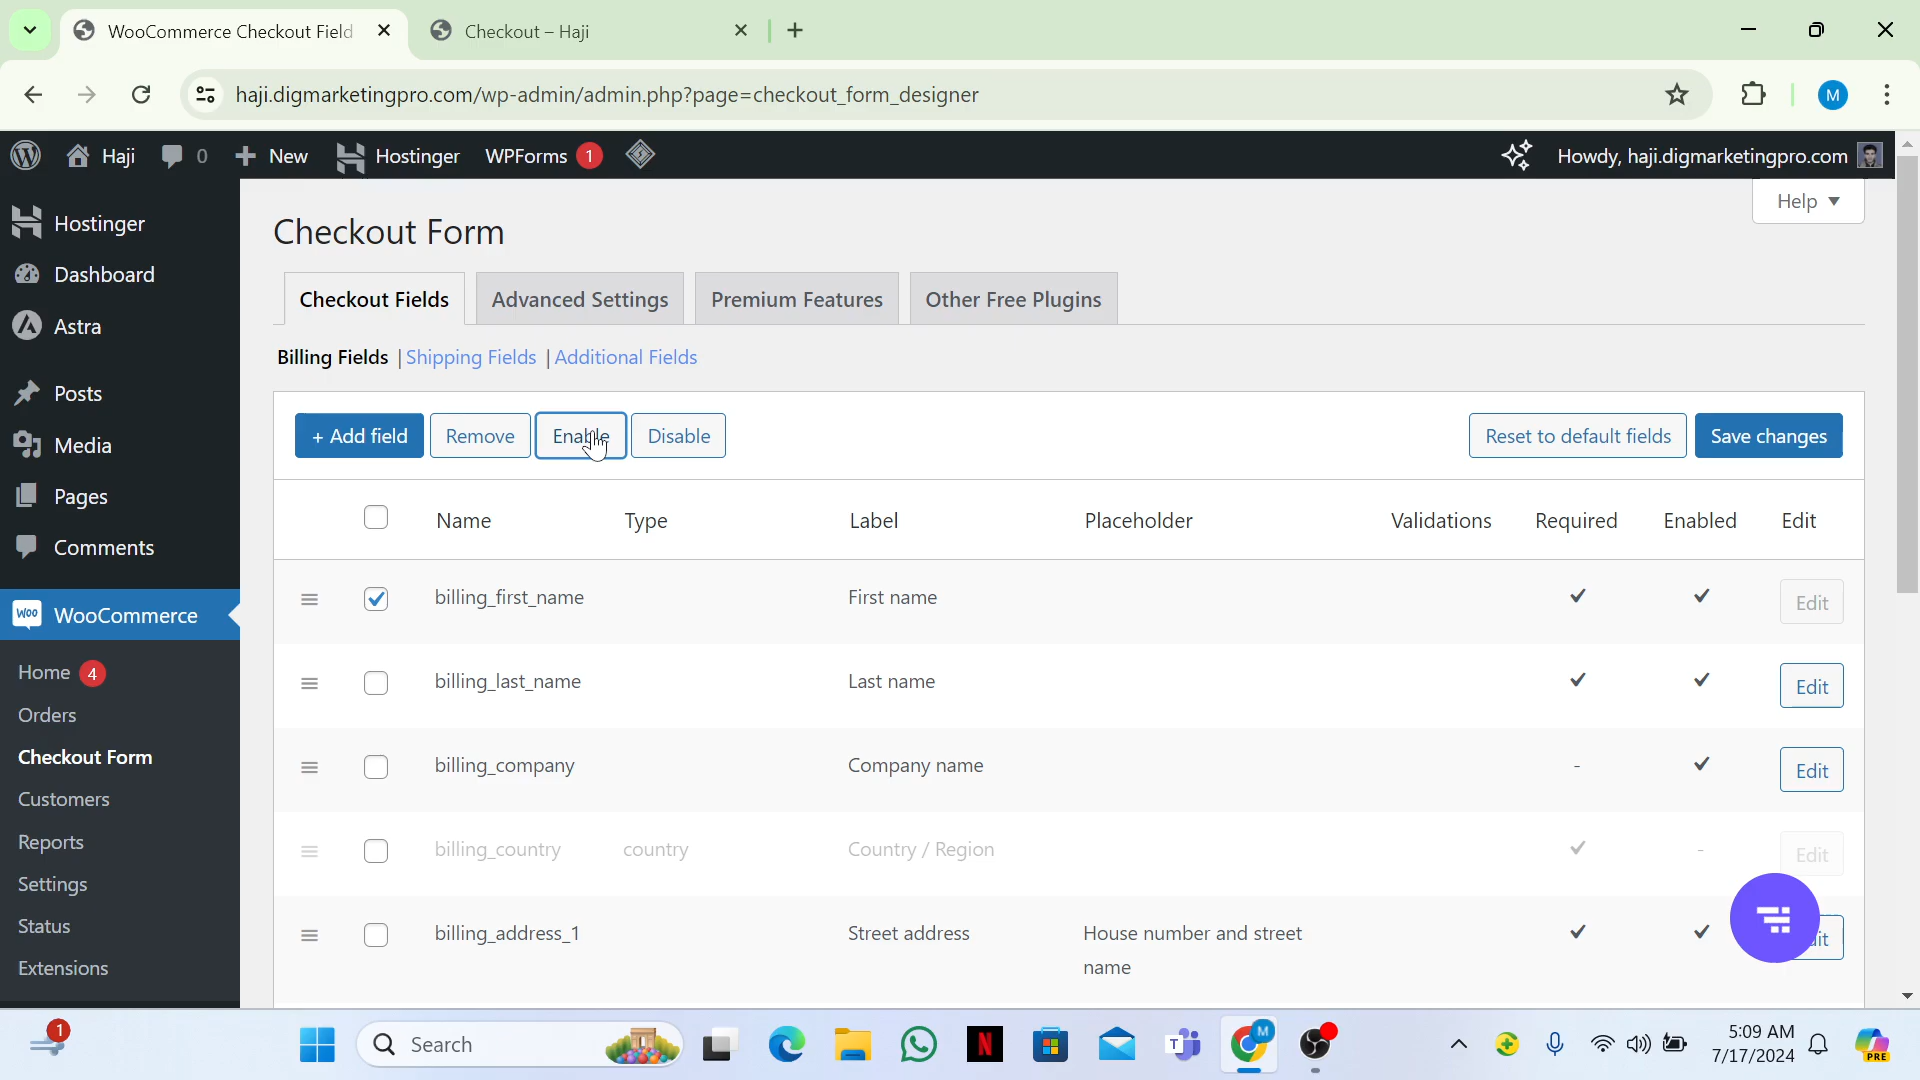 WooCommerce Checkout Field
Checkout – Haji
haji.digmarketingpro.com/wp-admin/admin.php?page=checkout_form_designer
M
Haji
0
New
Hostinger
WPForms 1
Howdy, haji.digmarketingpro.com
Help
Hostinger
Dashboard
Astra
Posts
Media
Pages
Comments
Woo WooCommerce
Home 4
Orders
Checkout Form
Customers
Reports
Settings
Status
Extensions
Checkout Form
Checkout Fields
Advanced Settings
Premium Features
Other Free Plugins
Billing Fields | Shipping Fields | Additional Fields
+ Add field
Remove
Enable
Disable
Reset to default fields
Save changes
Name Type Label Placeholder Validations Required Enabled Edit
billing_first_name First name Edit
billing_last_name Last name Edit
billing_company Company name - Edit
billing_country country Country / Region - Edit
billing_address_1 Street address House number and street
name
1
Search
M
5:09 AM
7/17/2024
PRE